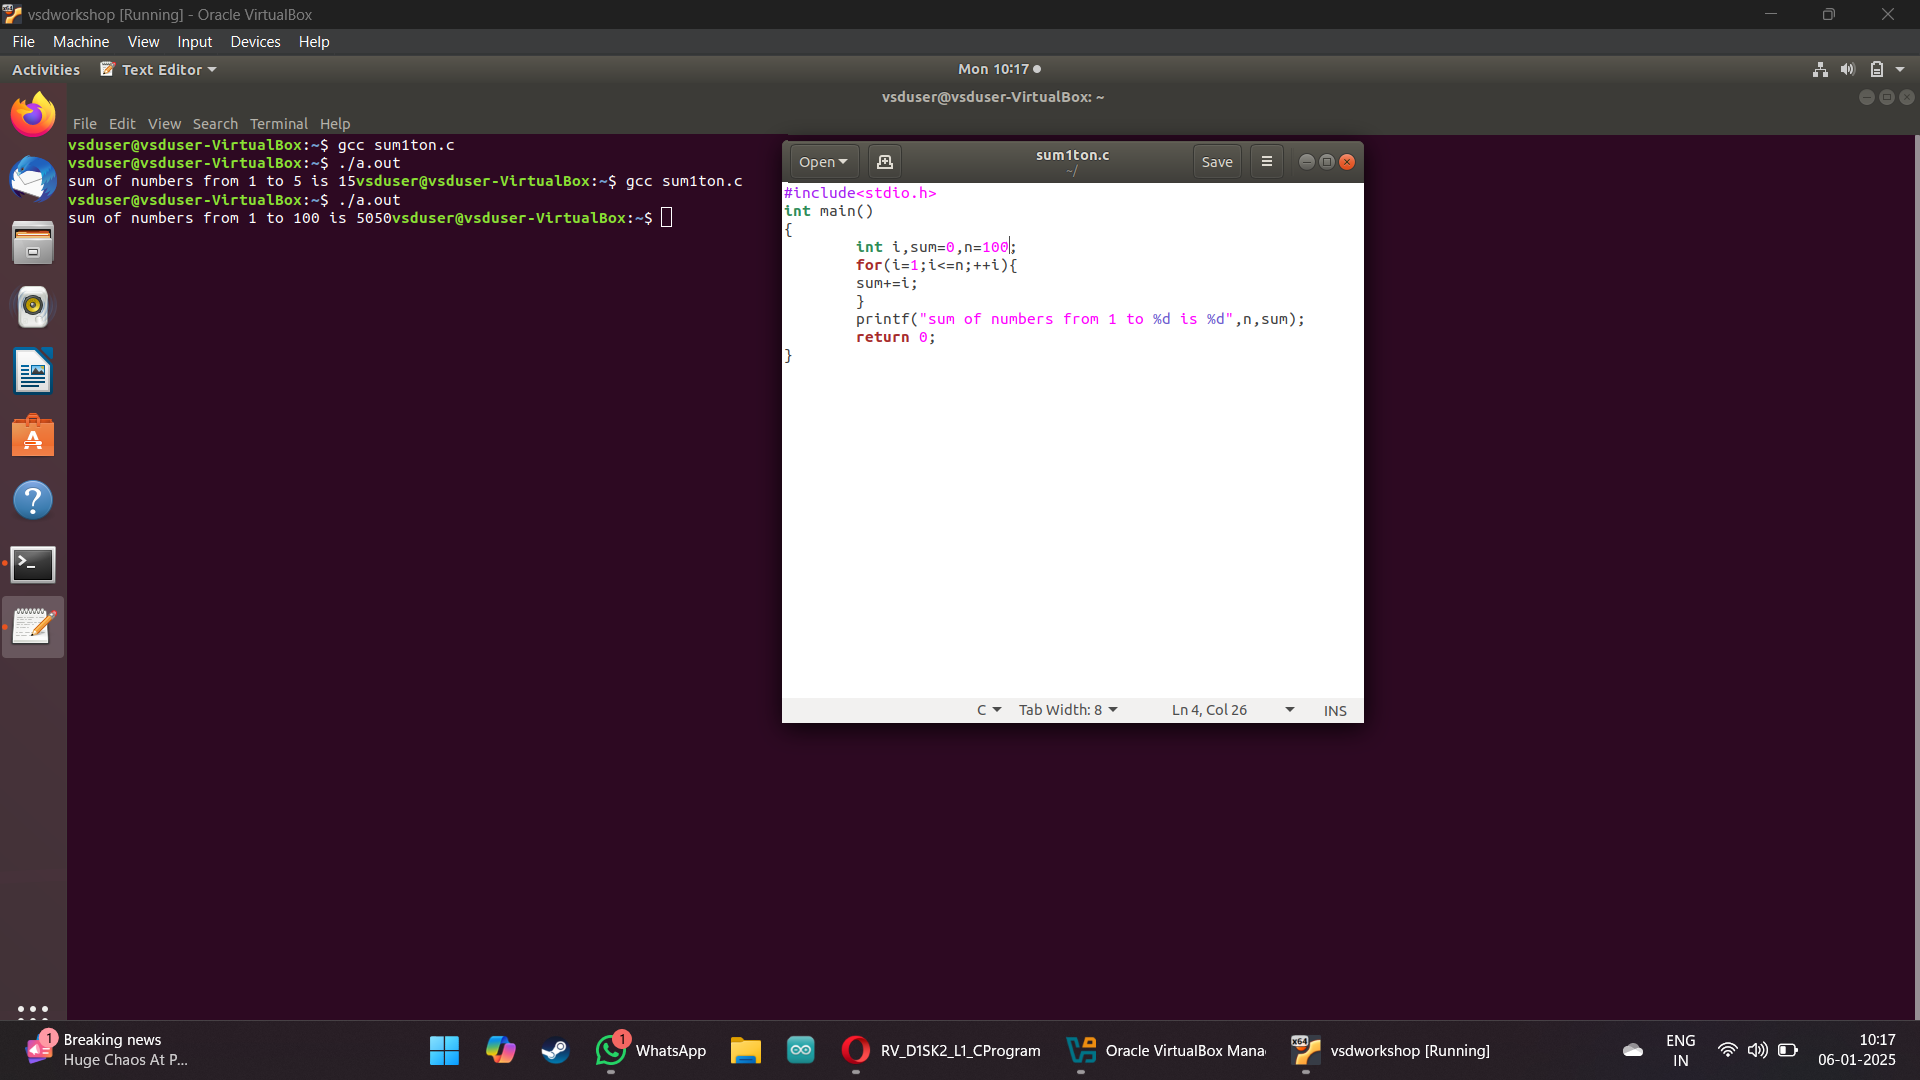 vsdworkshop [Running] - Oracle VirtualBox
File Machine View Input Devices Help
Activities Text Editor Mon 10:17
vsduser@vsduser-VirtualBox: ~
File Edit View Search Terminal Help
vsduser@vsduser-VirtualBox:~$ gcc sum1ton.c
vsduser@vsduser-VirtualBox:~$ ./a.out
sum of numbers from 1 to 5 is 15vsduser@vsduser-VirtualBox:~$ gcc sum1ton.c
vsduser@vsduser-VirtualBox:~$ ./a.out
sum of numbers from 1 to 100 is 5050vsduser@vsduser-VirtualBox:~$
Open sum1ton.c Save
~/
#include<stdio.h>
int main()
{
int i,sum=0,n=100;
for(i=1;i<=n;++i){
sum+=i;
}
printf("sum of numbers from 1 to %d is %d",n,sum);
return 0;
}
C Tab Width: 8 Ln 4, Col 26 INS
1 Breaking news
Huge Chaos At P...
1 WhatsApp
RV_D1SK2_L1_CProgram
Oracle VirtualBox Mana
x64 vsdworkshop [Running]
ENG
IN
10:17
06-01-2025